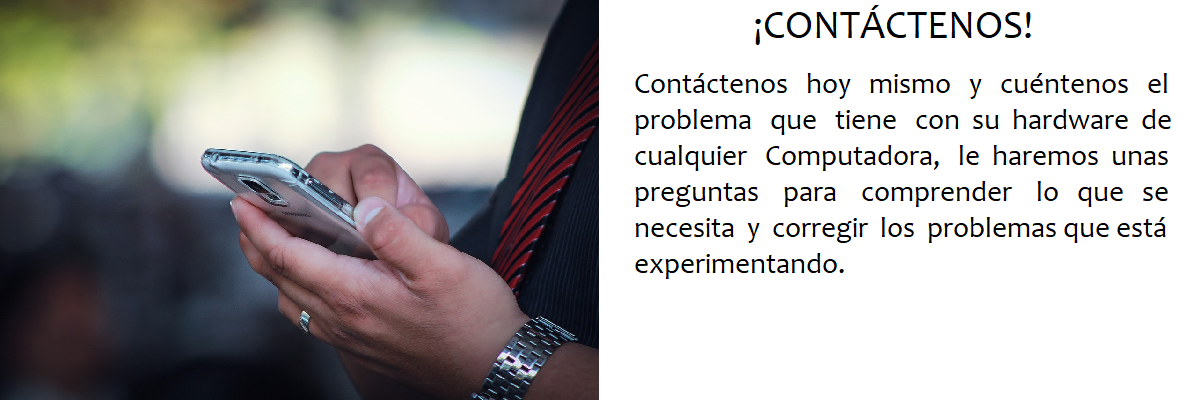 ¡CONTÁCTENOS!
Contáctenos hoy mismo y cuéntenos el
problema que tiene con su hardware de
cualquier Computadora, le haremos unas
preguntas para comprender lo que se
necesita y corregir los problemas que está
experimentando.